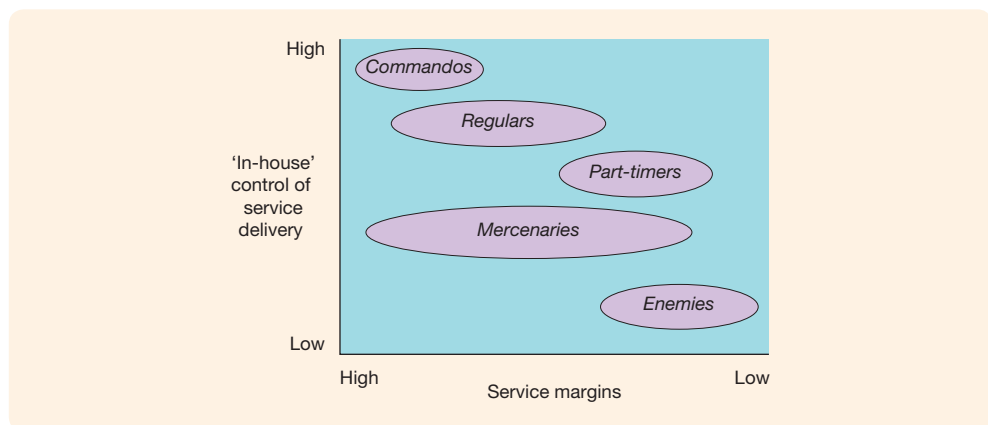 High
Commandos
Regulars
Part-timers
‘In-house’
control of
service
delivery
Mercenaries
Enemies
Low
High
Low
Service margins